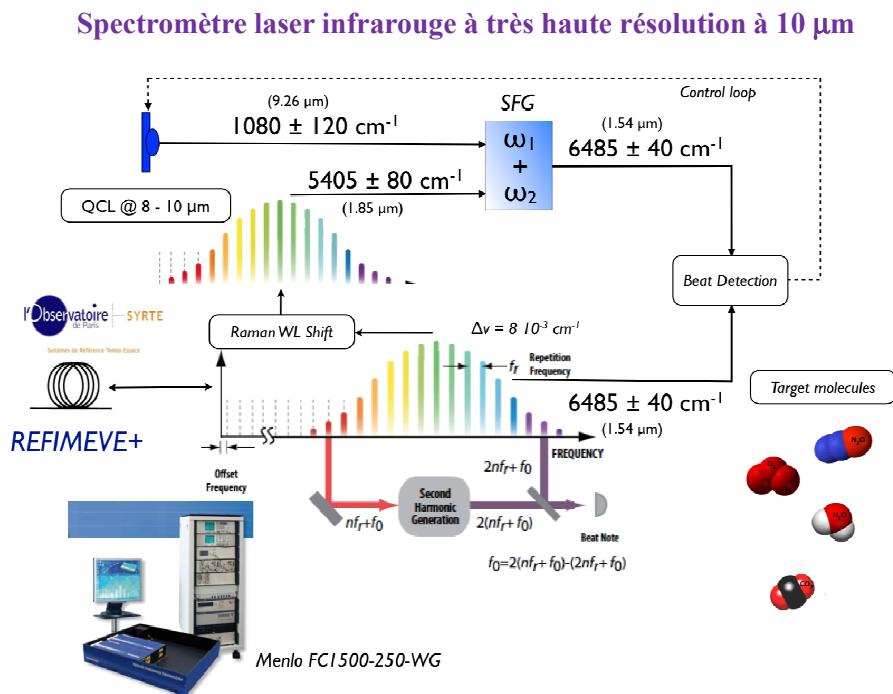 Spectromètre laser infrarouge à très haute résolution à 10 μm
Control loop
(9.26 μm)
1080 ± 120 cm-1
SFG
ω1
+
ω2
(1.54 μm)
6485 ± 40 cm-1
5405 ± 80 cm-1
(1.85 μm)
QCL @ 8 - 10 μm
Beat Detection
l'Observatoire
de Paris
SYRTE
Systèmes de Référence Temps-Espace
Raman WL Shift
Δν = 8 10-3 cm-1
fr
Repetition
Frequency
6485 ± 40 cm-1
(1.54 μm)
Target molecules
REFIMEVE+
Offset
Frequency
FREQUENCY
2nfr+f0
nfr+f0
Second
Harmonic
Generation
2(nfr+f0)
Beat Note
f0=2(nfr+f0)-(2nfr+f0)
N2O
O3
H2O
CO2
Menlo FC1500-250-WG